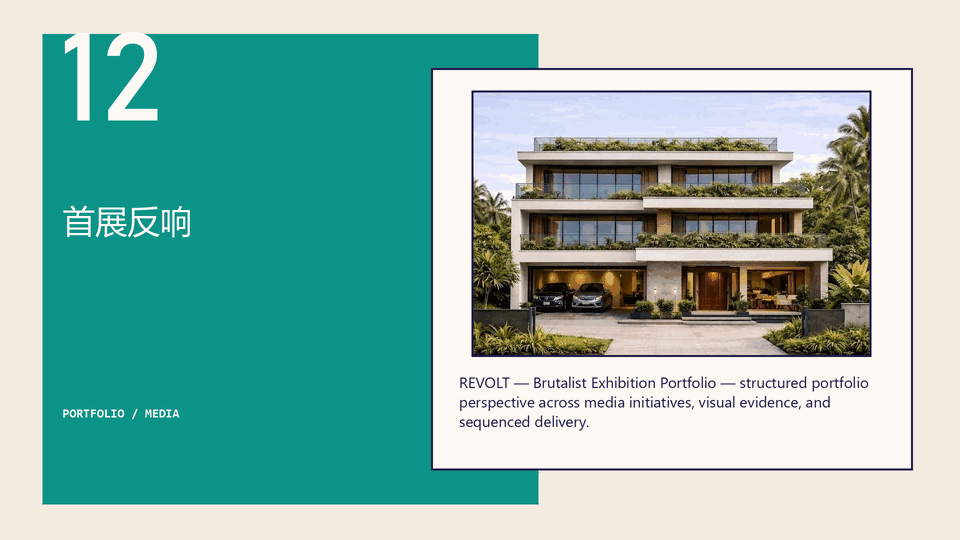 12
首展反响
PORTFOLIO / MEDIA
REVOLT — Brutalist Exhibition Portfolio — structured portfolio
perspective across media initiatives, visual evidence, and
sequenced delivery.